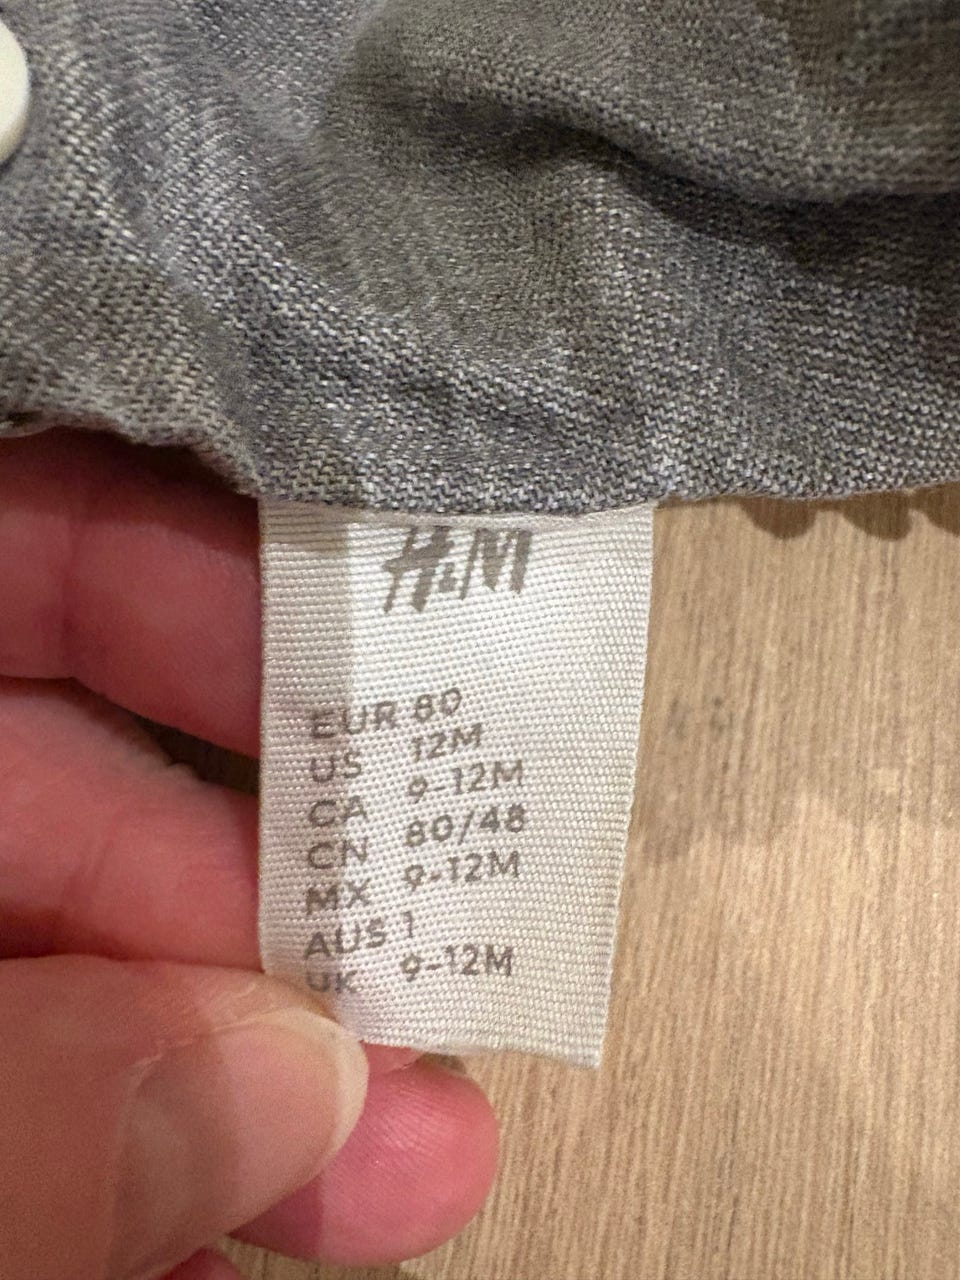 H&M
EUR 80
US 12M
CA 9-12M
CN 80/48
MX 9-12M
AUS 1
UK 9-12M